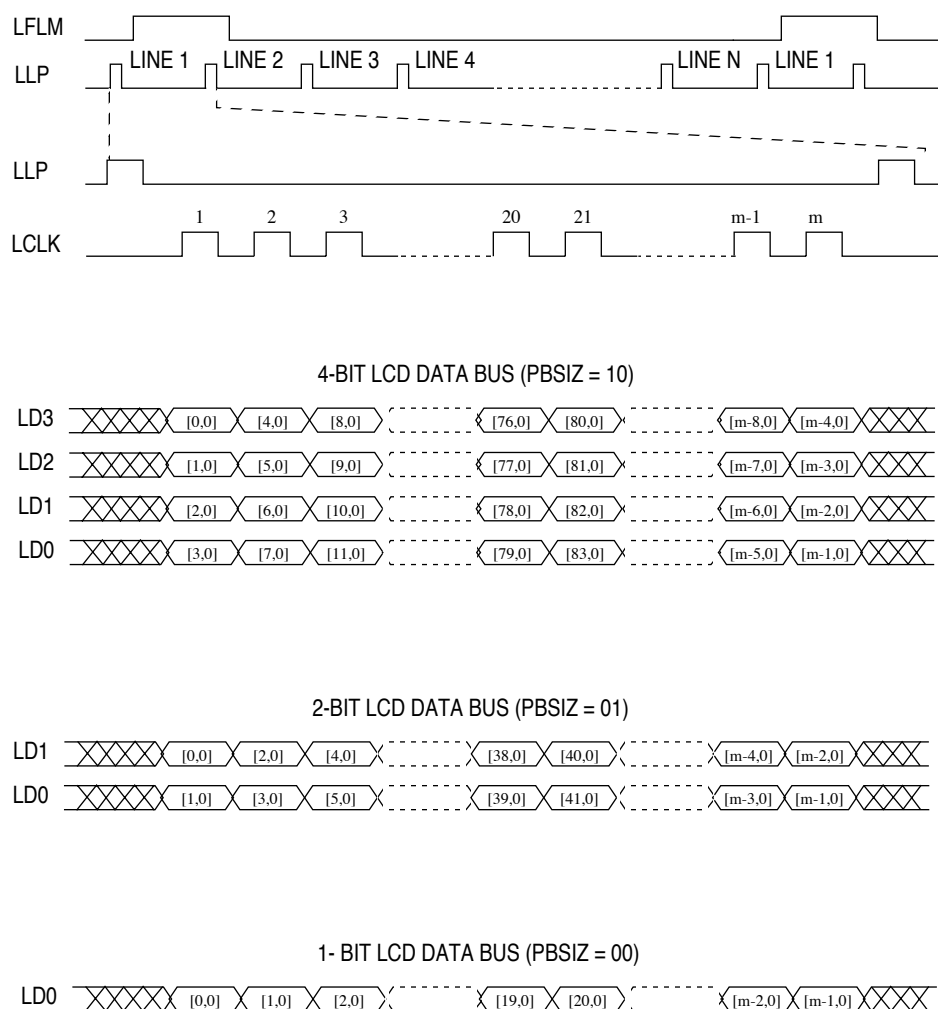 LFLM
LLP LINE 1 LINE 2 LINE 3 LINE 4 LINE N LINE 1
LLP
1 2 3 20 21 m-1 m
LCLK
4-BIT LCD DATA BUS (PBSIZ = 10)
LD3 [0,0] [4,0] [8,0] [76,0] [80,0] [m-8,0] [m-4,0]
LD2 [1,0] [5,0] [9,0] [77,0] [81,0] [m-7,0] [m-3,0]
LD1 [2,0] [6,0] [10,0] [78,0] [82,0] [m-6,0] [m-2,0]
LD0 [3,0] [7,0] [11,0] [79,0] [83,0] [m-5,0] [m-1,0]
2-BIT LCD DATA BUS (PBSIZ = 01)
LD1 [0,0] [2,0] [4,0] [38,0] [40,0] [m-4,0] [m-2,0]
LD0 [1,0] [3,0] [5,0] [39,0] [41,0] [m-3,0] [m-1,0]
1- BIT LCD DATA BUS (PBSIZ = 00)
LD0 [0,0] [1,0] [2,0] [19,0] [20,0] [m-2,0] [m-1,0]